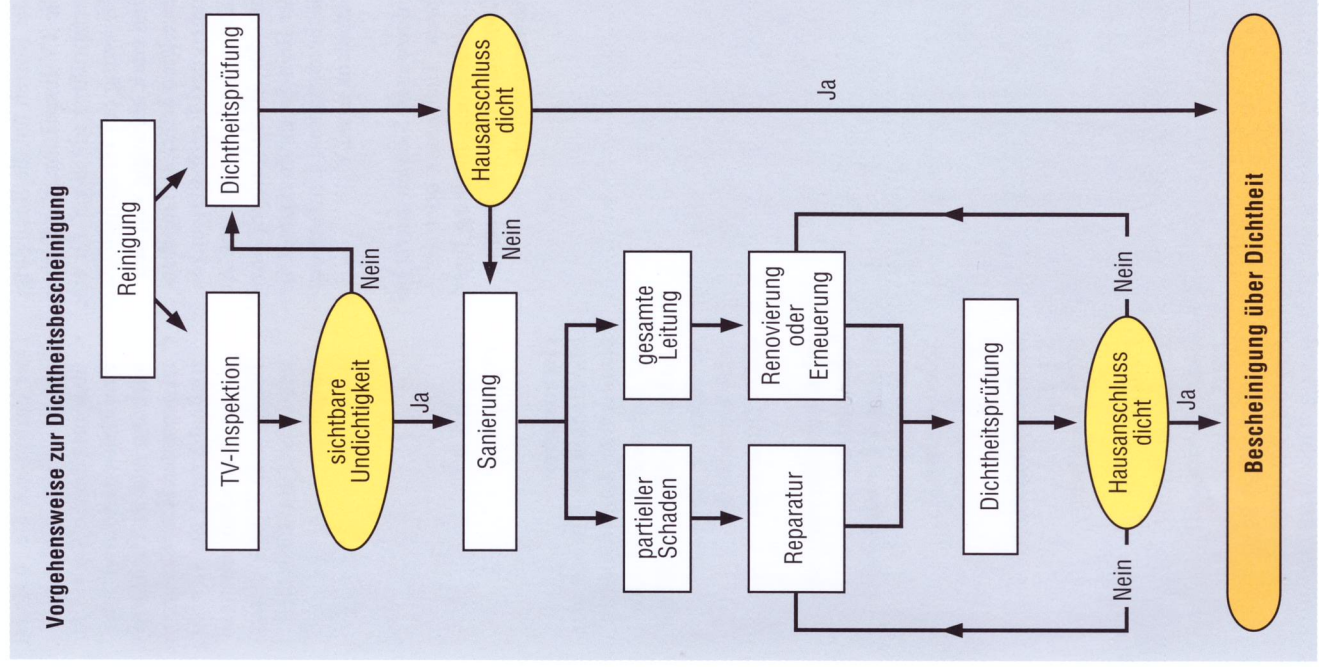 Vorgehensweise zur Dichtheitsbescheinigung
Reinigung
TV-Inspektion
Dichtheitsprüfung
sichtbare
Undichtigkeit
Nein
Ja
Hausanschluss
dicht
Nein
Ja
Sanierung
partieller
Schaden
gesamte
Leitung
Reparatur
Renovierung
oder
Erneuerung
Dichtheitsprüfung
Hausanschluss
dicht
Nein
Nein
Ja
Bescheinigung über Dichtheit